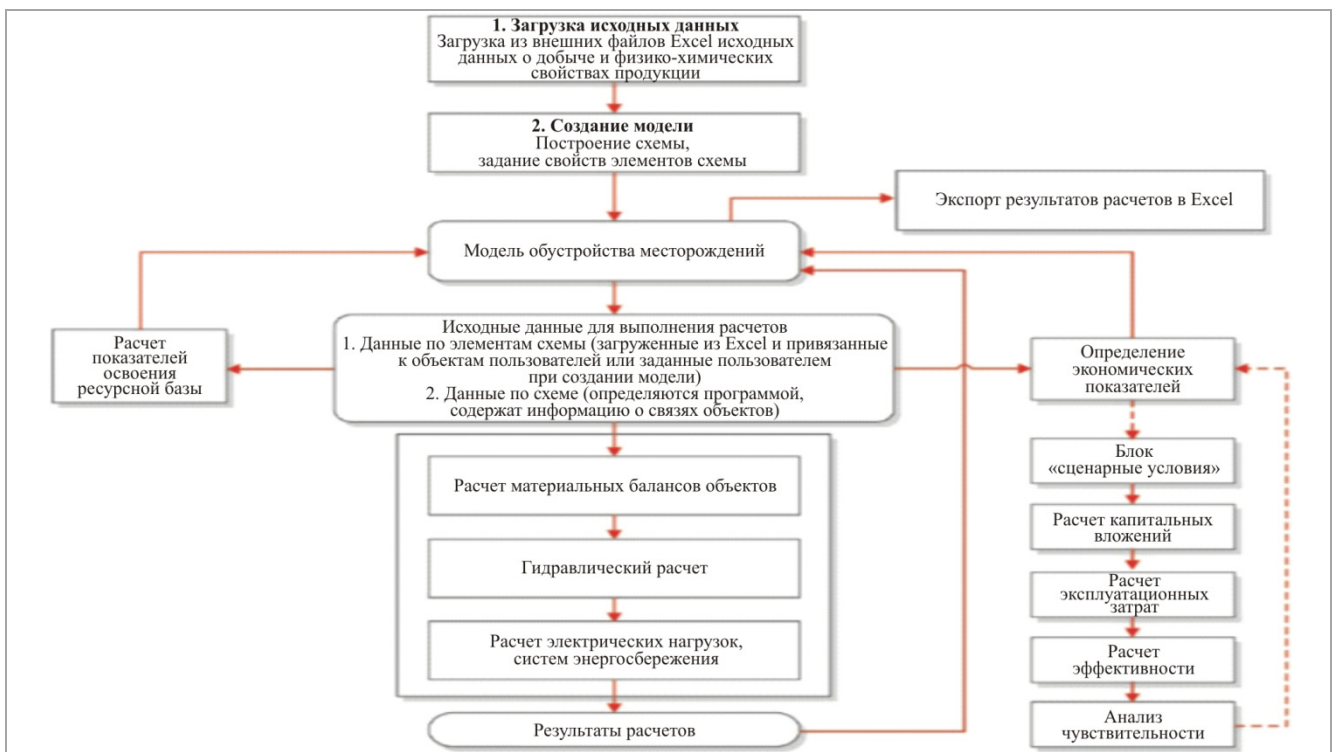 1. Загрузка исходных данных
Загрузка из внешних файлов Excel исходных
данных о добыче и физико-химических
свойствах продукции
2. Создание модели
Построение схемы,
задание свойств элементов схемы
Экспорт результатов расчетов в Excel
Модель обустройства месторождений
Расчет
показателей
освоения
ресурсной базы
Исходные данные для выполнения расчетов
1. Данные по элементам схемы (загруженные из Excel и привязанные
к объектам пользователей или заданные пользователем
при создании модели)
2. Данные по схеме (определяются программой,
содержат информацию о связях объектов)
Определение
экономических
показателей
Расчет материальных балансов объектов
Гидравлический расчет
Расчет электрических нагрузок,
систем энергосбережения
Результаты расчетов
Блок
«сценарные условия»
Расчет капитальных
вложений
Расчет
эксплуатационных
затрат
Расчет
эффективности
Анализ
чувствительности